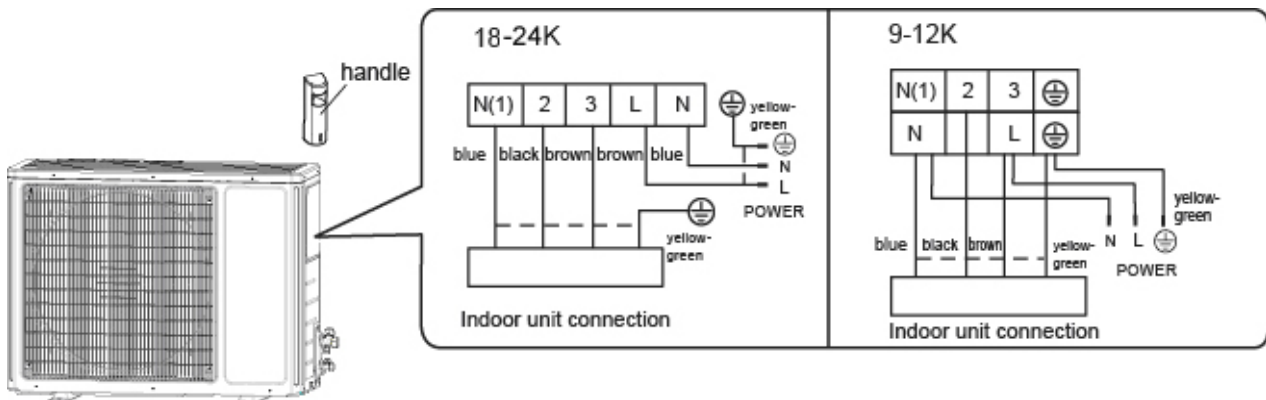 handle
18-24K
N(1) 2 3 L N
yellow-
green
blue black brown brown blue
N
L
POWER
yellow-
green
Indoor unit connection
9-12K
N(1) 2 3
N L
yellow-
green
blue black brown yellow-
green
N L
POWER
Indoor unit connection